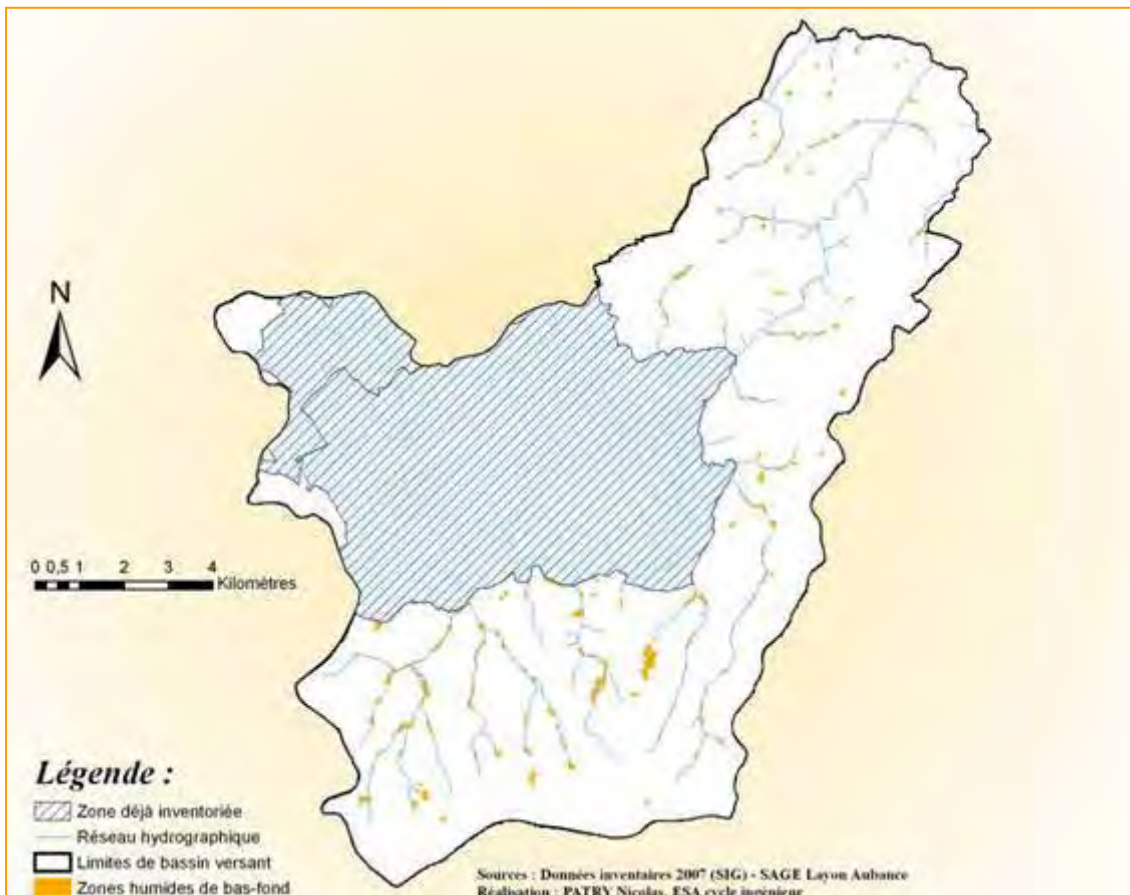 N
0 0,5 1 2 3 4
Kilomètres
Légende :
Zone déjà inventoriée
Réseau hydrographique
Limites de bassin versant
Zones humides de bas-fond
Sources : Données inventaires 2007 (SIG) - SAGE Layon Aubance
Réalisation : PATRY Nicolas, ESA cycle ingénieur